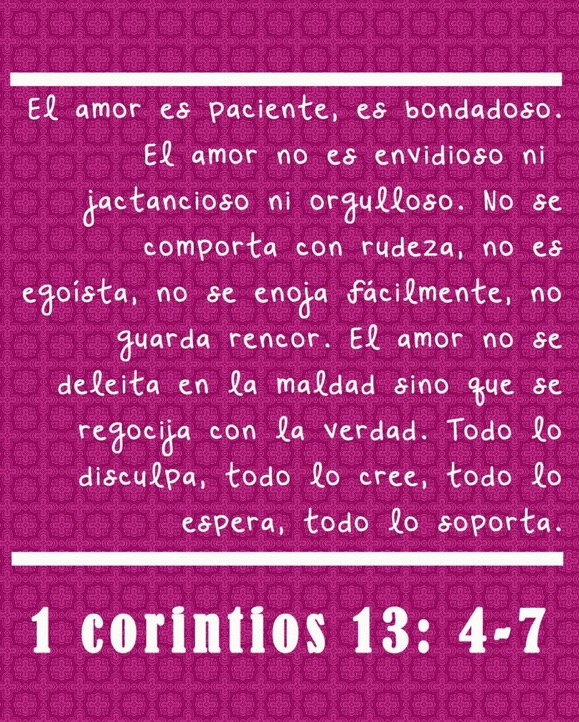 El amor es paciente, es bondadoso.
El amor no es envidioso ni
jactancioso ni orgulloso. No se
comporta con rudeza, no es
egoísta, no se enoja fácilmente, no
guarda rencor. El amor no se
deleita en la maldad sino que se
regocija con la verdad. Todo lo
disculpa, todo lo cree, todo lo
espera, todo lo soporta.
1 corintios 13: 4-7